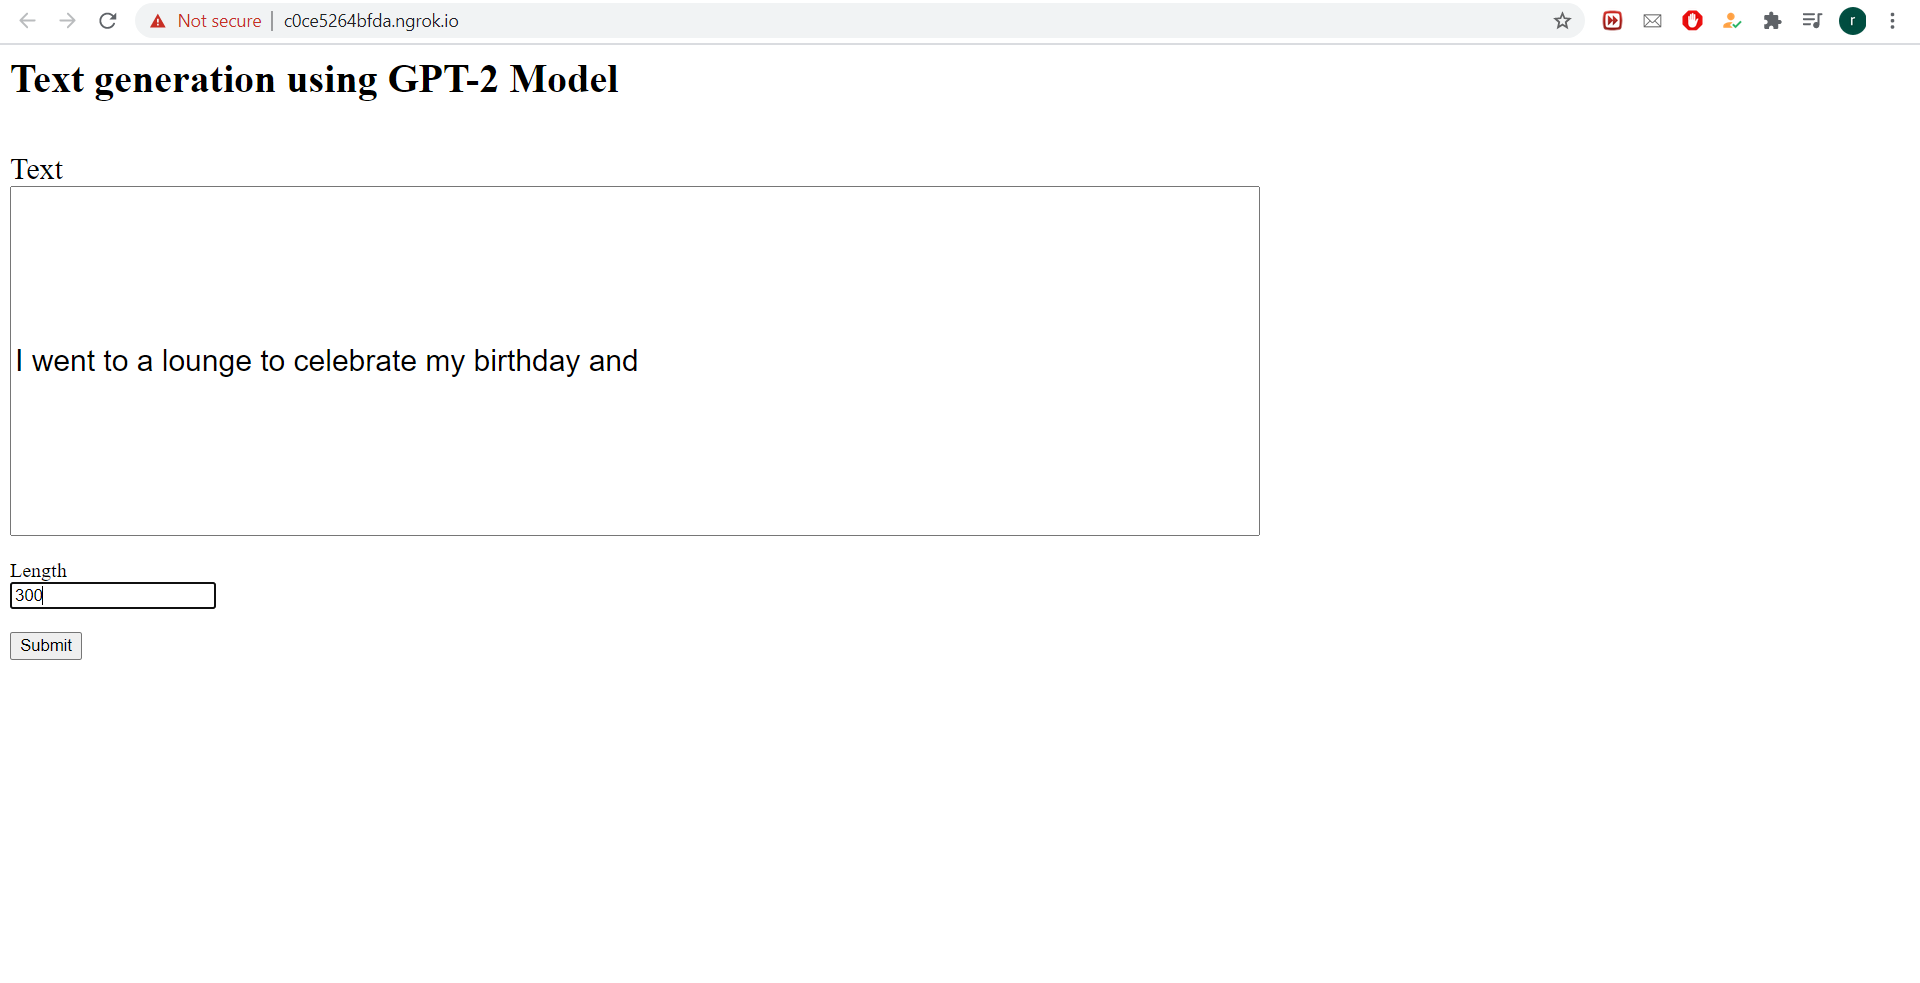 Not secure | c0ce5264bfda.ngrok.io
r
Text generation using GPT-2 Model
Text
I went to a lounge to celebrate my birthday and
Length
300
Submit